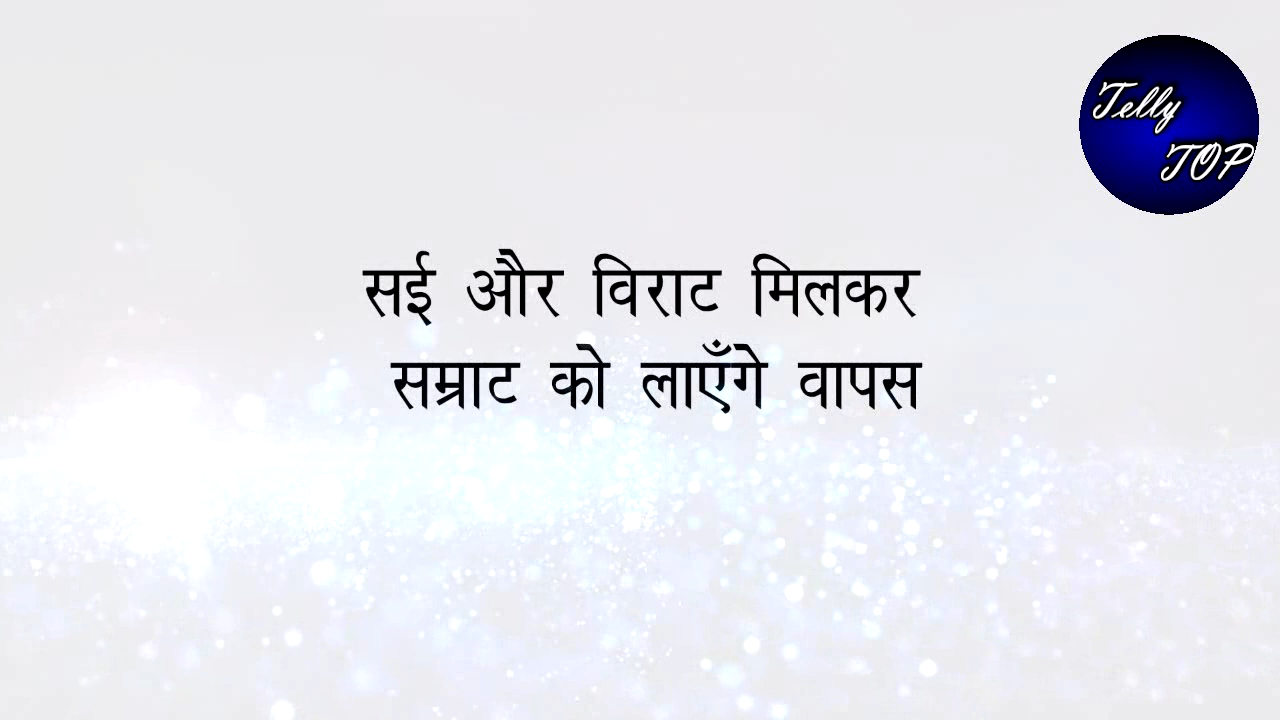 Telly
TOP
सई और विराट मिलकर
सम्राट को लाएँगे वापस